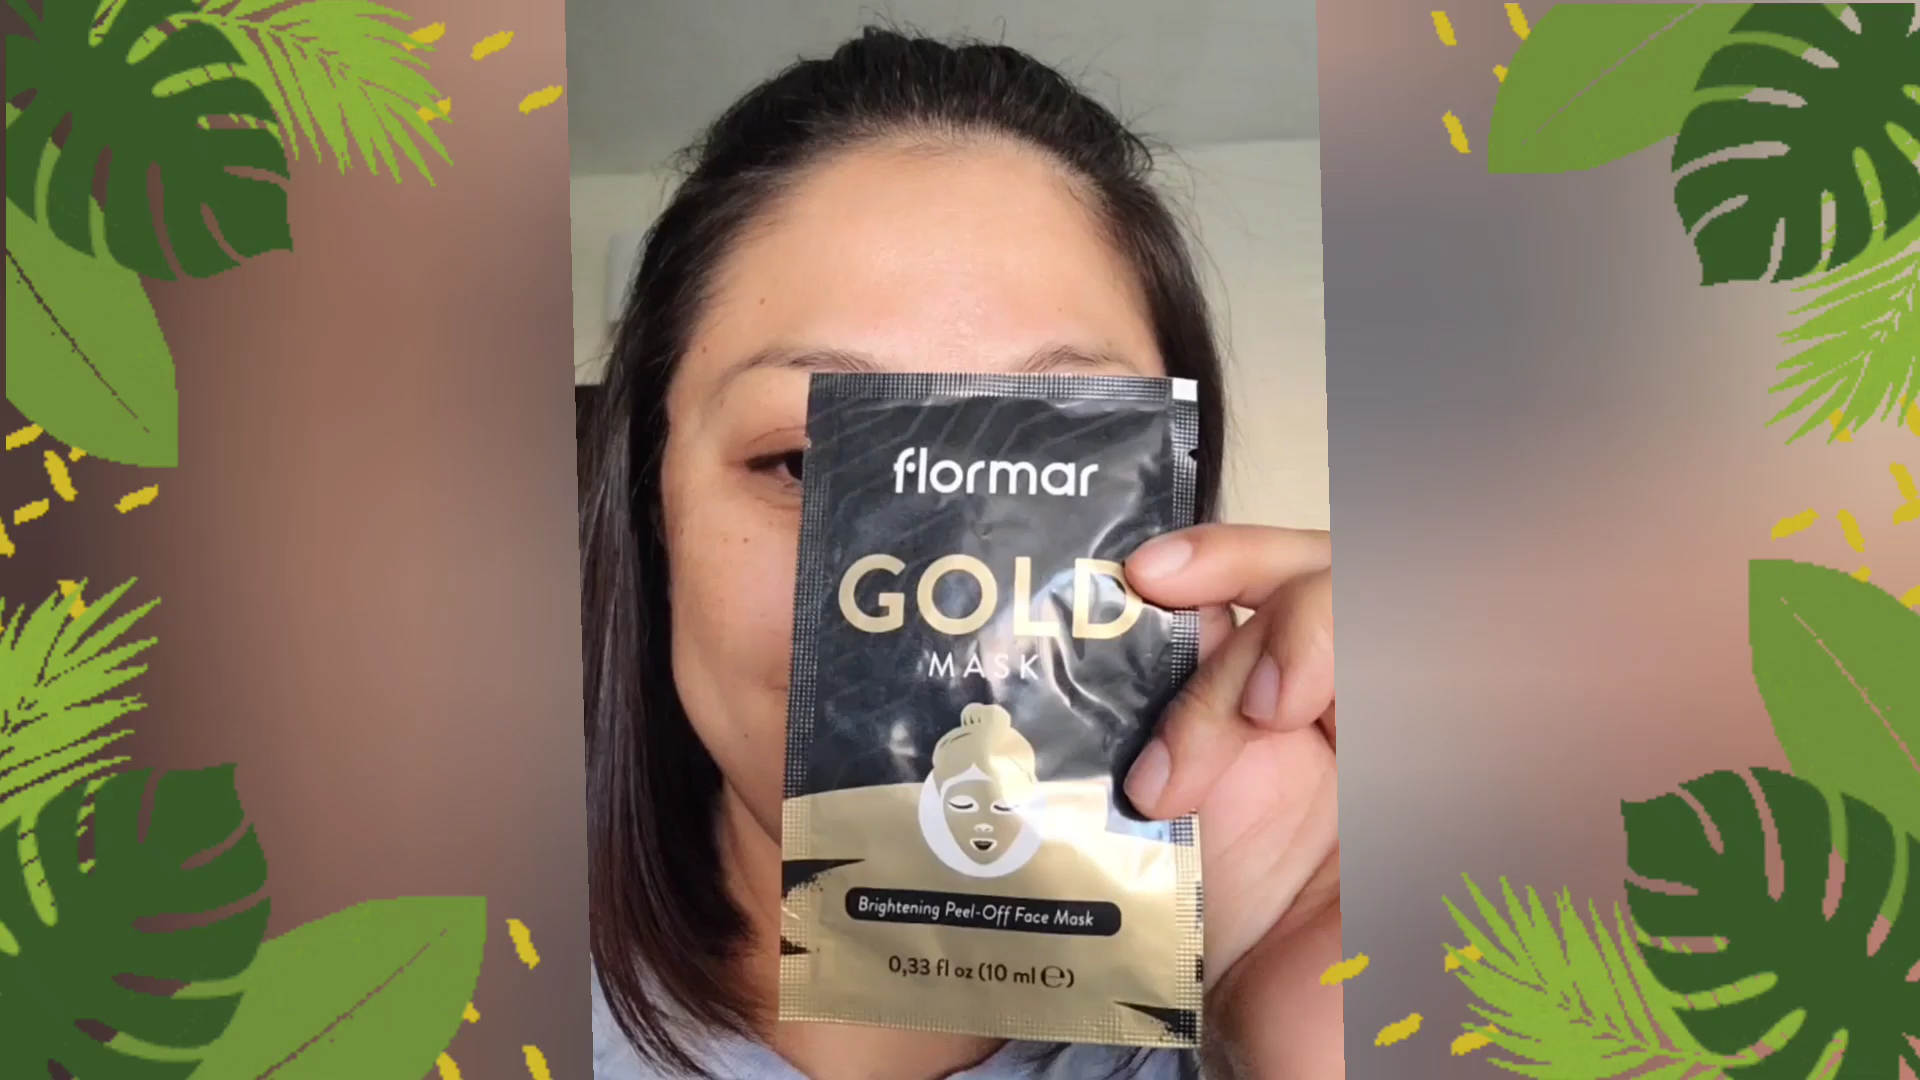 flormar
GOLD
MASK
Brightening Peel-Off Face Mask
0,33 fl oz (10 ml ℮)